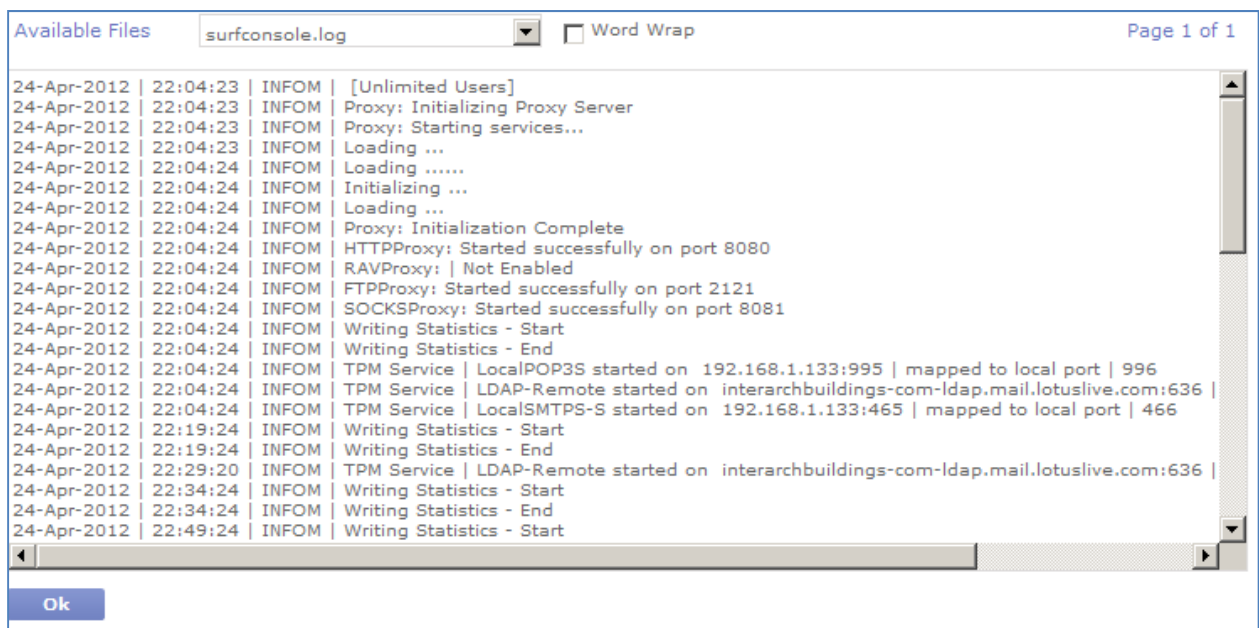 Available Files surfconsole.log Word Wrap Page 1 of 1
24-Apr-2012 | 22:04:23 | INFOM | [Unlimited Users]
24-Apr-2012 | 22:04:23 | INFOM | Proxy: Initializing Proxy Server
24-Apr-2012 | 22:04:23 | INFOM | Proxy: Starting services...
24-Apr-2012 | 22:04:23 | INFOM | Loading ...
24-Apr-2012 | 22:04:24 | INFOM | Loading ......
24-Apr-2012 | 22:04:24 | INFOM | Initializing ...
24-Apr-2012 | 22:04:24 | INFOM | Loading ...
24-Apr-2012 | 22:04:24 | INFOM | Proxy: Initialization Complete
24-Apr-2012 | 22:04:24 | INFOM | HTTPProxy: Started successfully on port 8080
24-Apr-2012 | 22:04:24 | INFOM | RAVProxy: | Not Enabled
24-Apr-2012 | 22:04:24 | INFOM | FTPProxy: Started successfully on port 2121
24-Apr-2012 | 22:04:24 | INFOM | SOCKSProxy: Started successfully on port 8081
24-Apr-2012 | 22:04:24 | INFOM | Writing Statistics - Start
24-Apr-2012 | 22:04:24 | INFOM | Writing Statistics - End
24-Apr-2012 | 22:04:24 | INFOM | TPM Service | LocalPOP3S started on 192.168.1.133:995 | mapped to local port | 996
24-Apr-2012 | 22:04:24 | INFOM | TPM Service | LDAP-Remote started on interarchbuildings-com-ldap.mail.lotuslive.com:636 |
24-Apr-2012 | 22:04:24 | INFOM | TPM Service | LocalSMTPS-S started on 192.168.1.133:465 | mapped to local port | 466
24-Apr-2012 | 22:19:24 | INFOM | Writing Statistics - Start
24-Apr-2012 | 22:19:24 | INFOM | Writing Statistics - End
24-Apr-2012 | 22:29:20 | INFOM | TPM Service | LDAP-Remote started on interarchbuildings-com-ldap.mail.lotuslive.com:636 |
24-Apr-2012 | 22:34:24 | INFOM | Writing Statistics - Start
24-Apr-2012 | 22:34:24 | INFOM | Writing Statistics - End
24-Apr-2012 | 22:49:24 | INFOM | Writing Statistics - Start
Ok